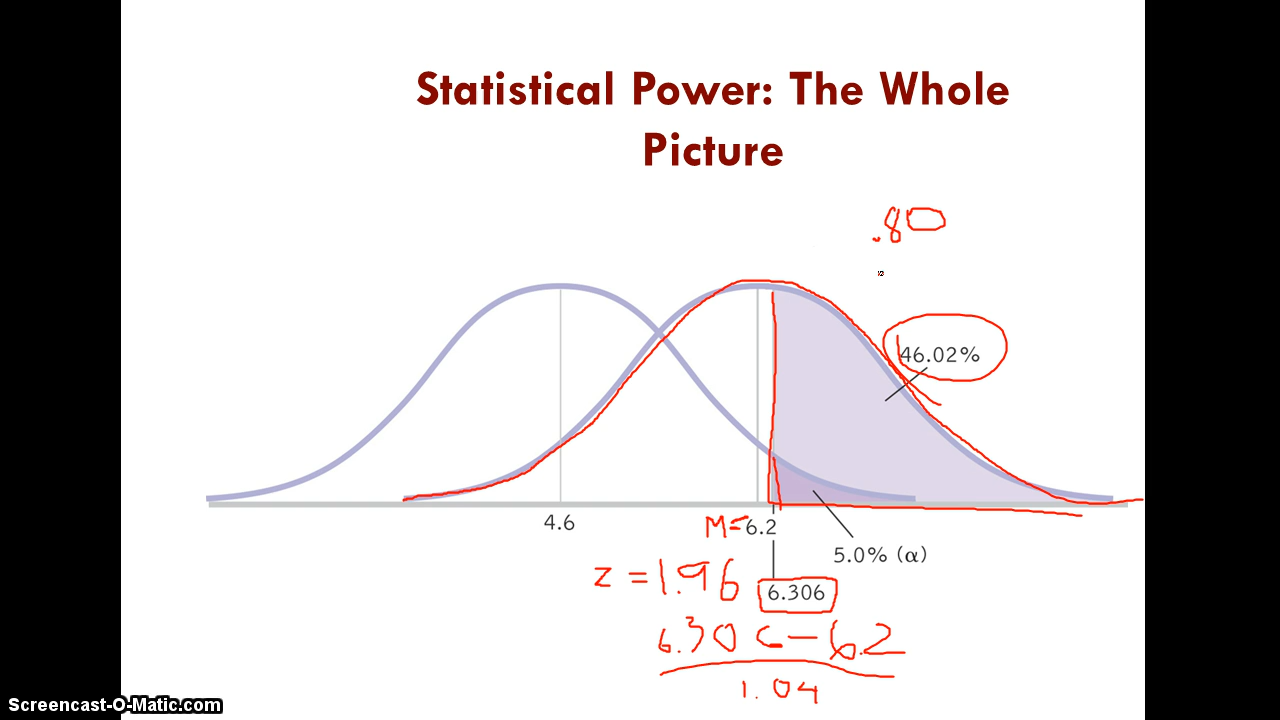 Statistical Power: The Whole
Picture
.80
46.02%
4.6
M=6.2
5.0% (α)
z = 1.96
6.306
6.306-6.2
1.04
Screencast-O-Matic.com